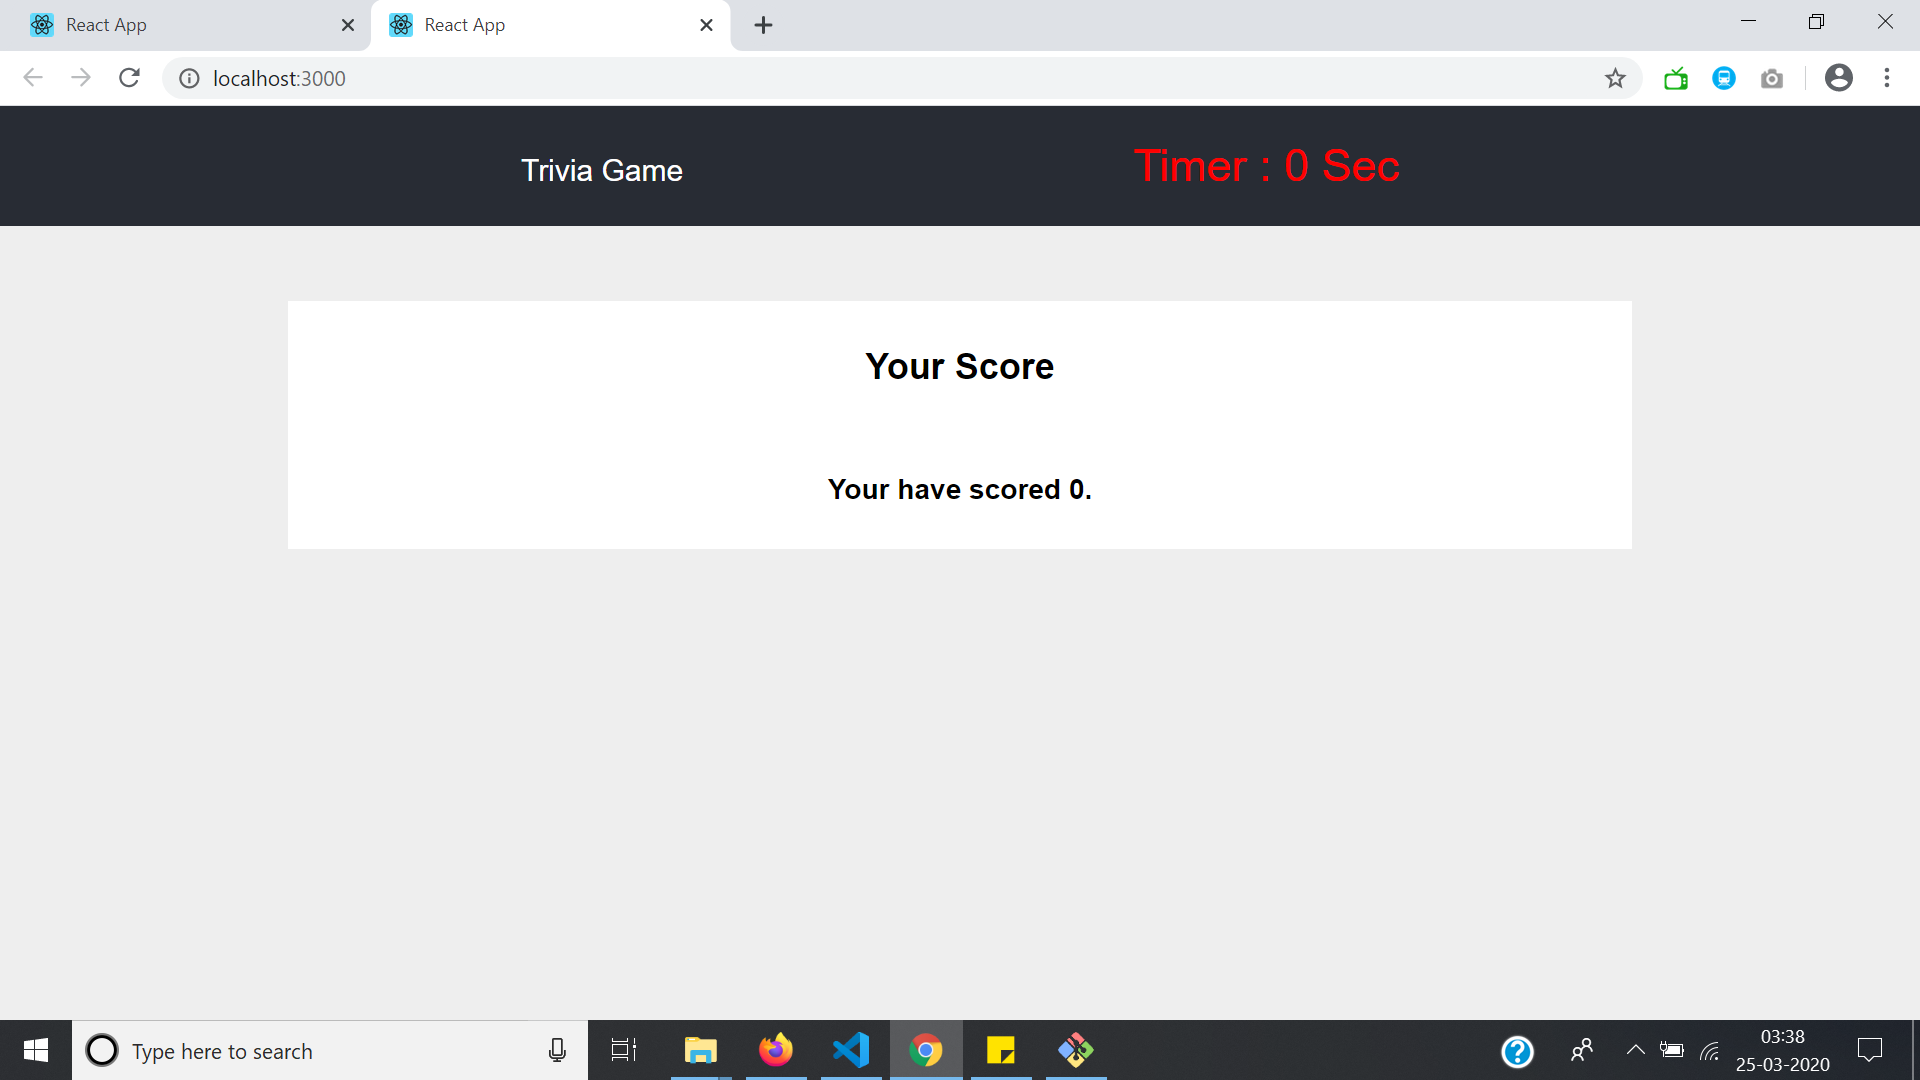 React App
React App
localhost:3000
Trivia Game
Timer : 0 Sec
Your Score
Your have scored 0.
Type here to search
03:38
25-03-2020